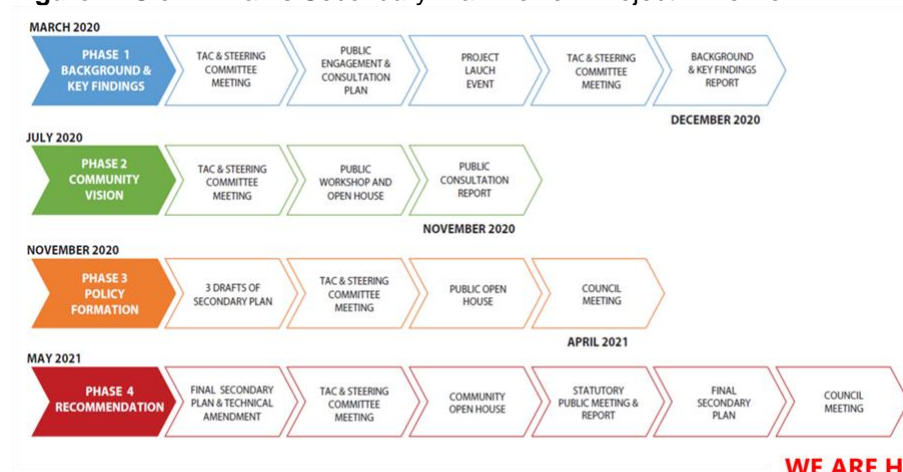 MARCH 2020
PHASE 1
BACKGROUND &
KEY FINDINGS
TAC & STEERING
COMMITTEE
MEETING
PUBLIC
ENGAGEMENT &
CONSULTATION
PLAN
PROJECT
LAUCH
EVENT
TAC & STEERING
COMMITTEE
MEETING
BACKGROUND
& KEY FINDINGS
REPORT
DECEMBER 2020
JULY 2020
PHASE 2
COMMUNITY
VISION
TAC & STEERING
COMMITTEE
MEETING
PUBLIC
WORKSHOP AND
OPEN HOUSE
PUBLIC
CONSULTATION
REPORT
NOVEMBER 2020
NOVEMBER 2020
PHASE 3
POLICY
FORMATION
3 DRAFTS OF
SECONDARY PLAN
TAC & STEERING
COMMITTEE
MEETING
PUBLIC OPEN
HOUSE
COUNCIL
MEETING
APRIL 2021
MAY 2021
PHASE 4
RECOMMENDATION
FINAL SECONDARY
PLAN & TECHNICAL
AMENDMENT
TAC & STEERING
COMMITTEE
MEETING
COMMUNITY
OPEN HOUSE
STATUTORY
PUBLIC MEETING &
REPORT
FINAL
SECONDARY
PLAN
COUNCIL
MEETING
WE ARE H